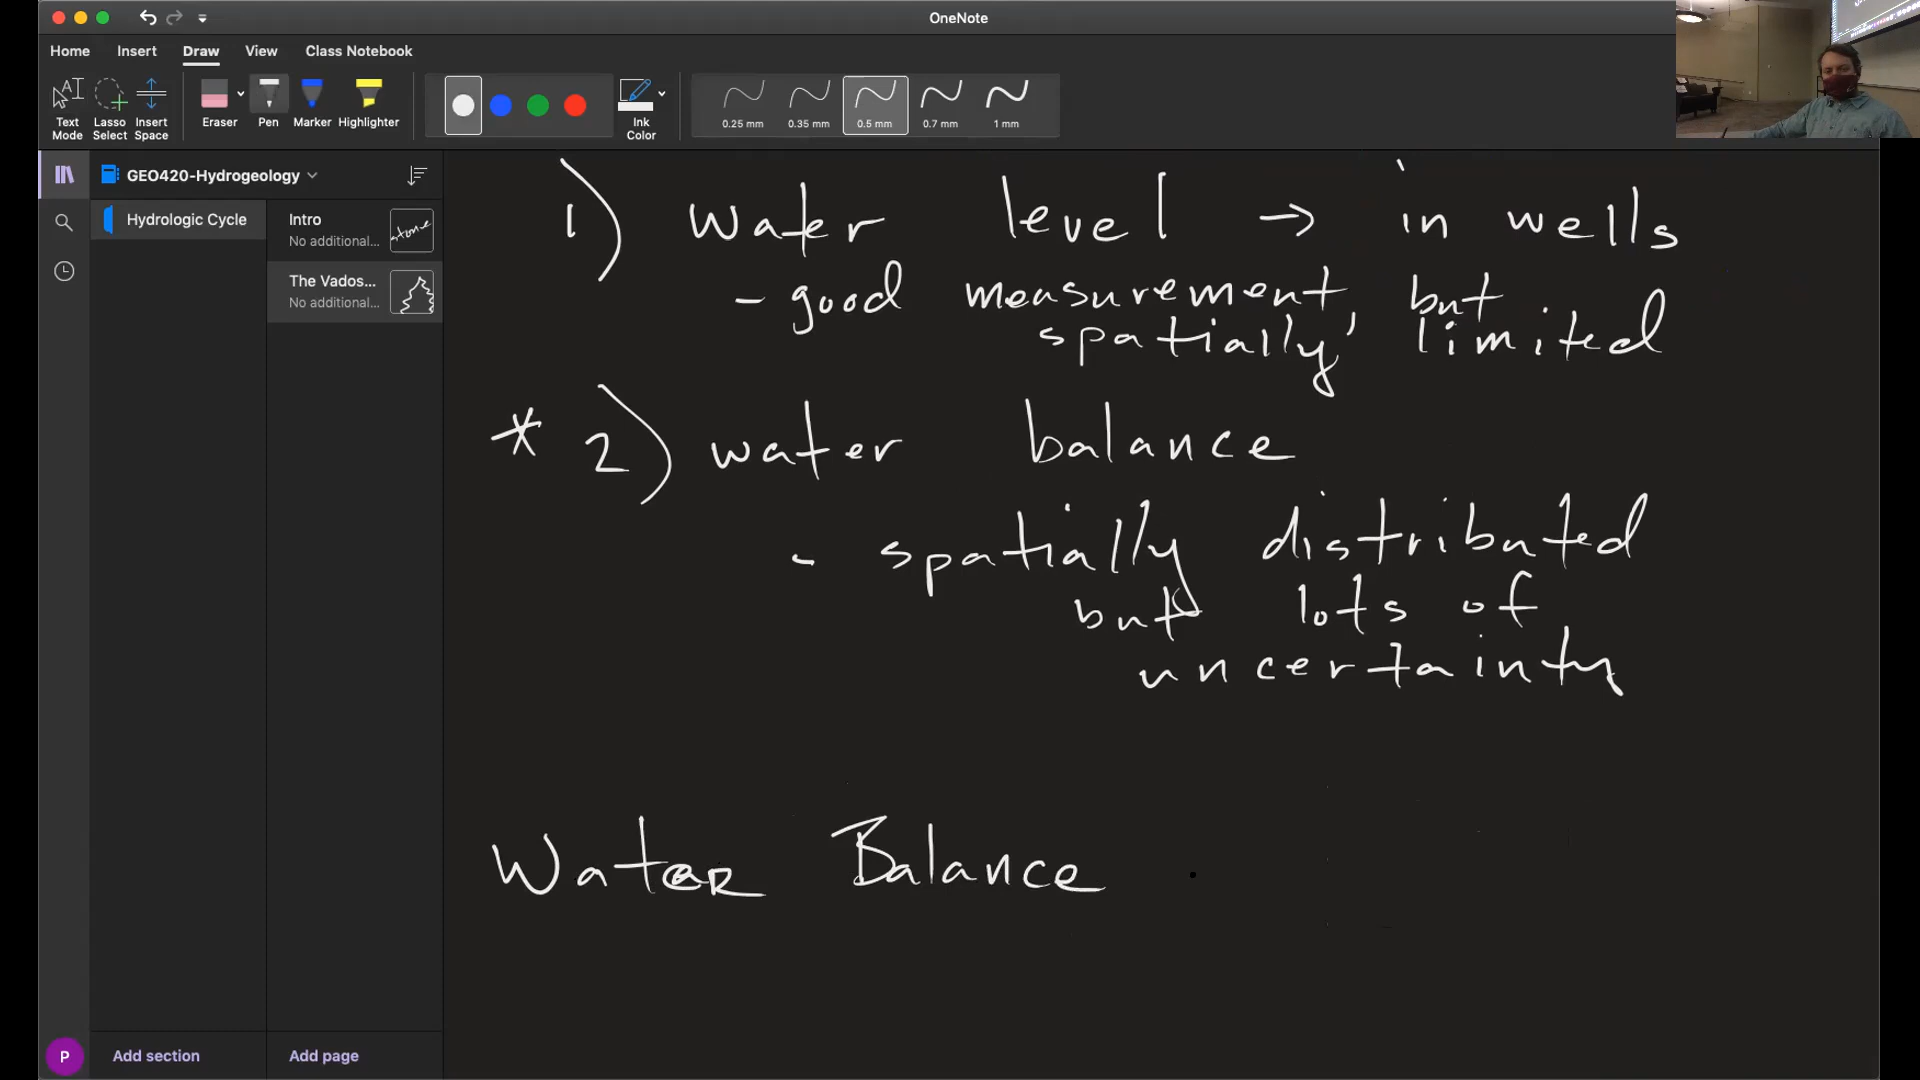 OneNote
Home Insert Draw View Class Notebook
Text Mode Lasso Select Insert Space Eraser Pen Marker Highlighter Ink Color 0.25 mm 0.35 mm 0.5 mm 0.7 mm 1 mm
GEO420-Hydrogeology
Hydrologic Cycle
Intro
No additional...
The Vados...
No additional...
1) Water level → in wells
- good measurement, but
spatially limited
* 2) water balance
- spatially distributed
but lots of
uncertainty
Water Balance
P
Add section Add page